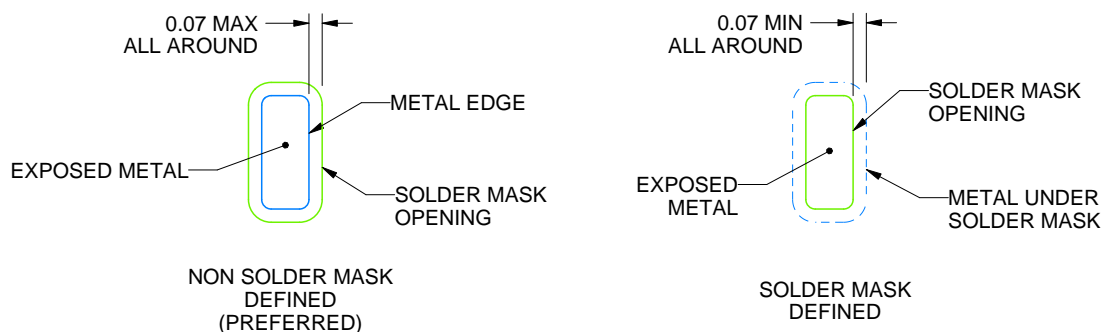 0.07 MAX
ALL AROUND
METAL EDGE
EXPOSED METAL
SOLDER MASK
OPENING
NON SOLDER MASK
DEFINED
(PREFERRED)
0.07 MIN
ALL AROUND
SOLDER MASK
OPENING
EXPOSED
METAL
METAL UNDER
SOLDER MASK
SOLDER MASK
DEFINED